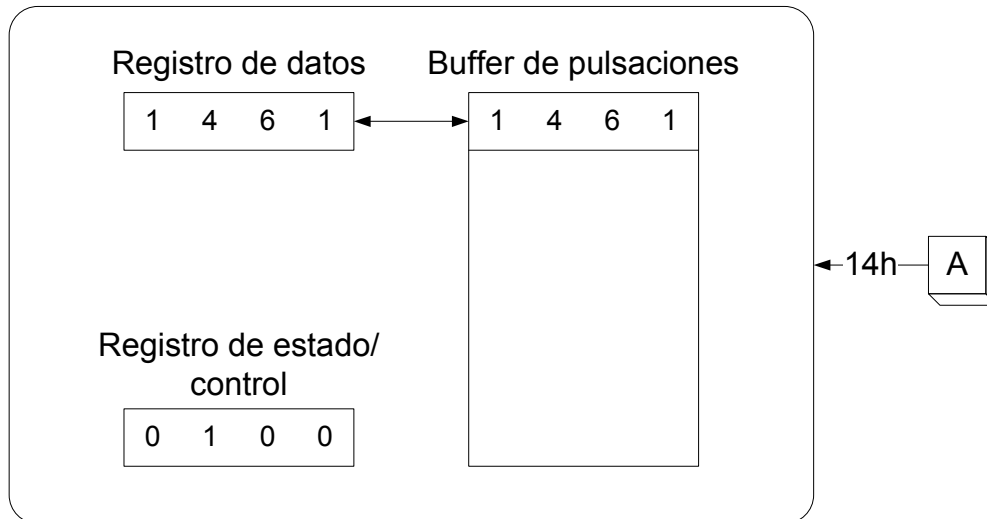 Registro de datos
1 4 6 1
Buffer de pulsaciones
1 4 6 1
14h
A
Registro de estado/
control
0 1 0 0